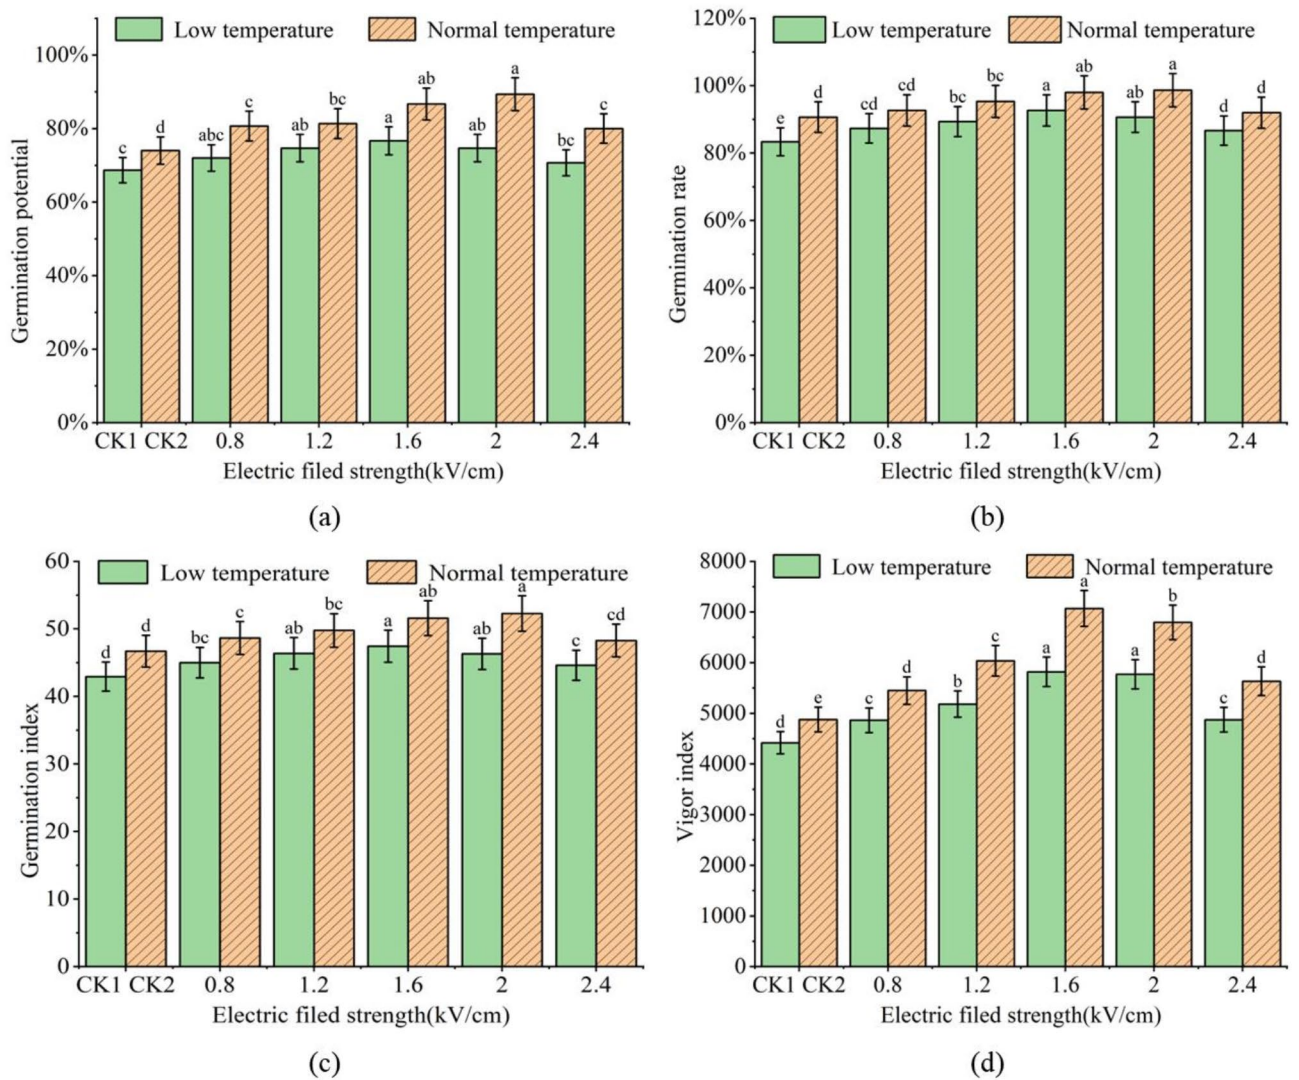 Low temperature Normal temperature
100%
80%
60%
40%
20%
0%
Germination potential
c d abc c ab bc a ab ab a bc c
CK1 CK2 0.8 1.2 1.6 2 2.4
Electric filed strength(kV/cm)
(a)
Low temperature Normal temperature
120%
100%
80%
60%
40%
20%
0%
Germination rate
e d cd cd bc bc a ab ab a d d
CK1 CK2 0.8 1.2 1.6 2 2.4
Electric filed strength(kV/cm)
(b)
Low temperature Normal temperature
60
50
40
30
20
10
0
Germination index
d d bc c ab bc a ab ab a c cd
CK1 CK2 0.8 1.2 1.6 2 2.4
Electric filed strength(kV/cm)
(c)
Low temperature Normal temperature
8000
7000
6000
5000
4000
3000
2000
1000
0
Vigor index
d e c d b c a a a b c d
CK1 CK2 0.8 1.2 1.6 2 2.4
Electric filed strength(kV/cm)
(d)